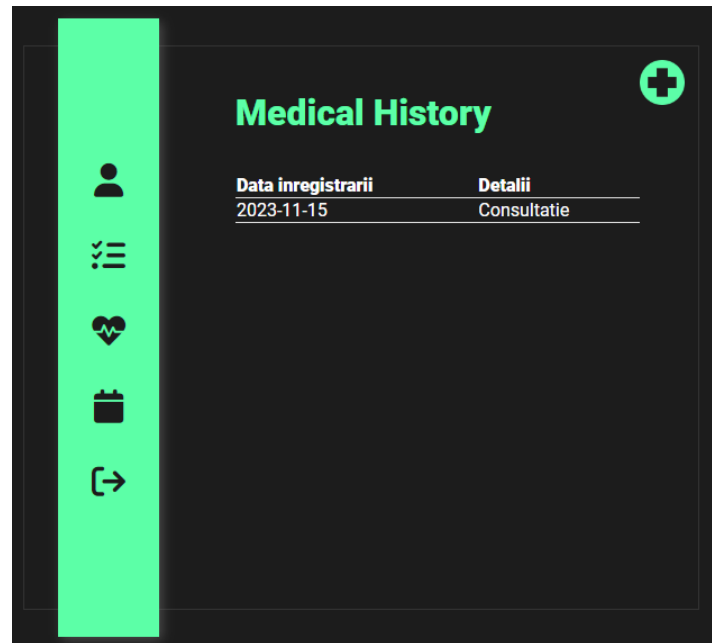 Medical History
Data inregistrarii Detalii
2023-11-15 Consultatie